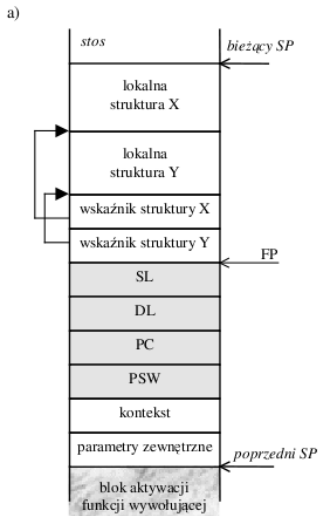 a)
stos
bieżący SP
lokalna
struktura X
lokalna
struktura Y
wskaźnik struktury X
wskaźnik struktury Y
FP
SL
DL
PC
PSW
kontekst
parametry zewnętrzne
poprzedni SP
blok aktywacji
funkcji wywołującej